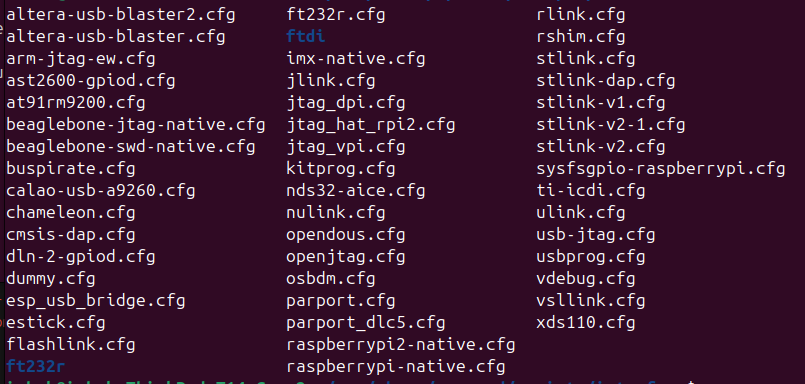 altera-usb-blaster2.cfg ft232r.cfg rlink.cfg
altera-usb-blaster.cfg ftdi rshim.cfg
arm-jtag-ew.cfg imx-native.cfg stlink.cfg
ast2600-gpiod.cfg jlink.cfg stlink-dap.cfg
at91rm9200.cfg jtag_dpi.cfg stlink-v1.cfg
beaglebone-jtag-native.cfg jtag_hat_rpi2.cfg stlink-v2-1.cfg
beaglebone-swd-native.cfg jtag_vpi.cfg stlink-v2.cfg
buspirate.cfg kitprog.cfg sysfsgpio-raspberrypi.cfg
calao-usb-a9260.cfg nds32-aice.cfg ti-icdi.cfg
chameleon.cfg nulink.cfg ulink.cfg
cmsis-dap.cfg opendous.cfg usb-jtag.cfg
dln-2-gpiod.cfg openjtag.cfg usbprog.cfg
dummy.cfg osbdm.cfg vdebug.cfg
esp_usb_bridge.cfg parport.cfg vsllink.cfg
estick.cfg parport_dlc5.cfg xds110.cfg
flashlink.cfg raspberrypi2-native.cfg
ft232r raspberrypi-native.cfg